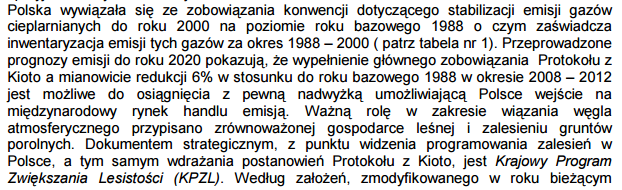 Polska wywiązała się ze zobowiązania konwencji dotyczącego stabilizacji emisji gazów
cieplarnianych do roku 2000 na poziomie roku bazowego 1988 o czym zaświadcza
inwentaryzacja emisji tych gazów za okres 1988 – 2000 ( patrz tabela nr 1). Przeprowadzone
prognozy emisji do roku 2020 pokazują, że wypełnienie głównego zobowiązania Protokołu z
Kioto a mianowicie redukcji 6% w stosunku do roku bazowego 1988 w okresie 2008 – 2012
jest możliwe do osiągnięcia z pewną nadwyżką umożliwiającą Polsce wejście na
międzynarodowy rynek handlu emisją. Ważną rolę w zakresie wiązania węgla
atmosferycznego przypisano zrównoważonej gospodarce leśnej i zalesieniu gruntów
porolnych. Dokumentem strategicznym, z punktu widzenia programowania zalesień w
Polsce, a tym samym wdrażania postanowień Protokołu z Kioto, jest Krajowy Program
Zwiększania Lesistości (KPZL). Według założeń, zmodyfikowanego w roku bieżącym